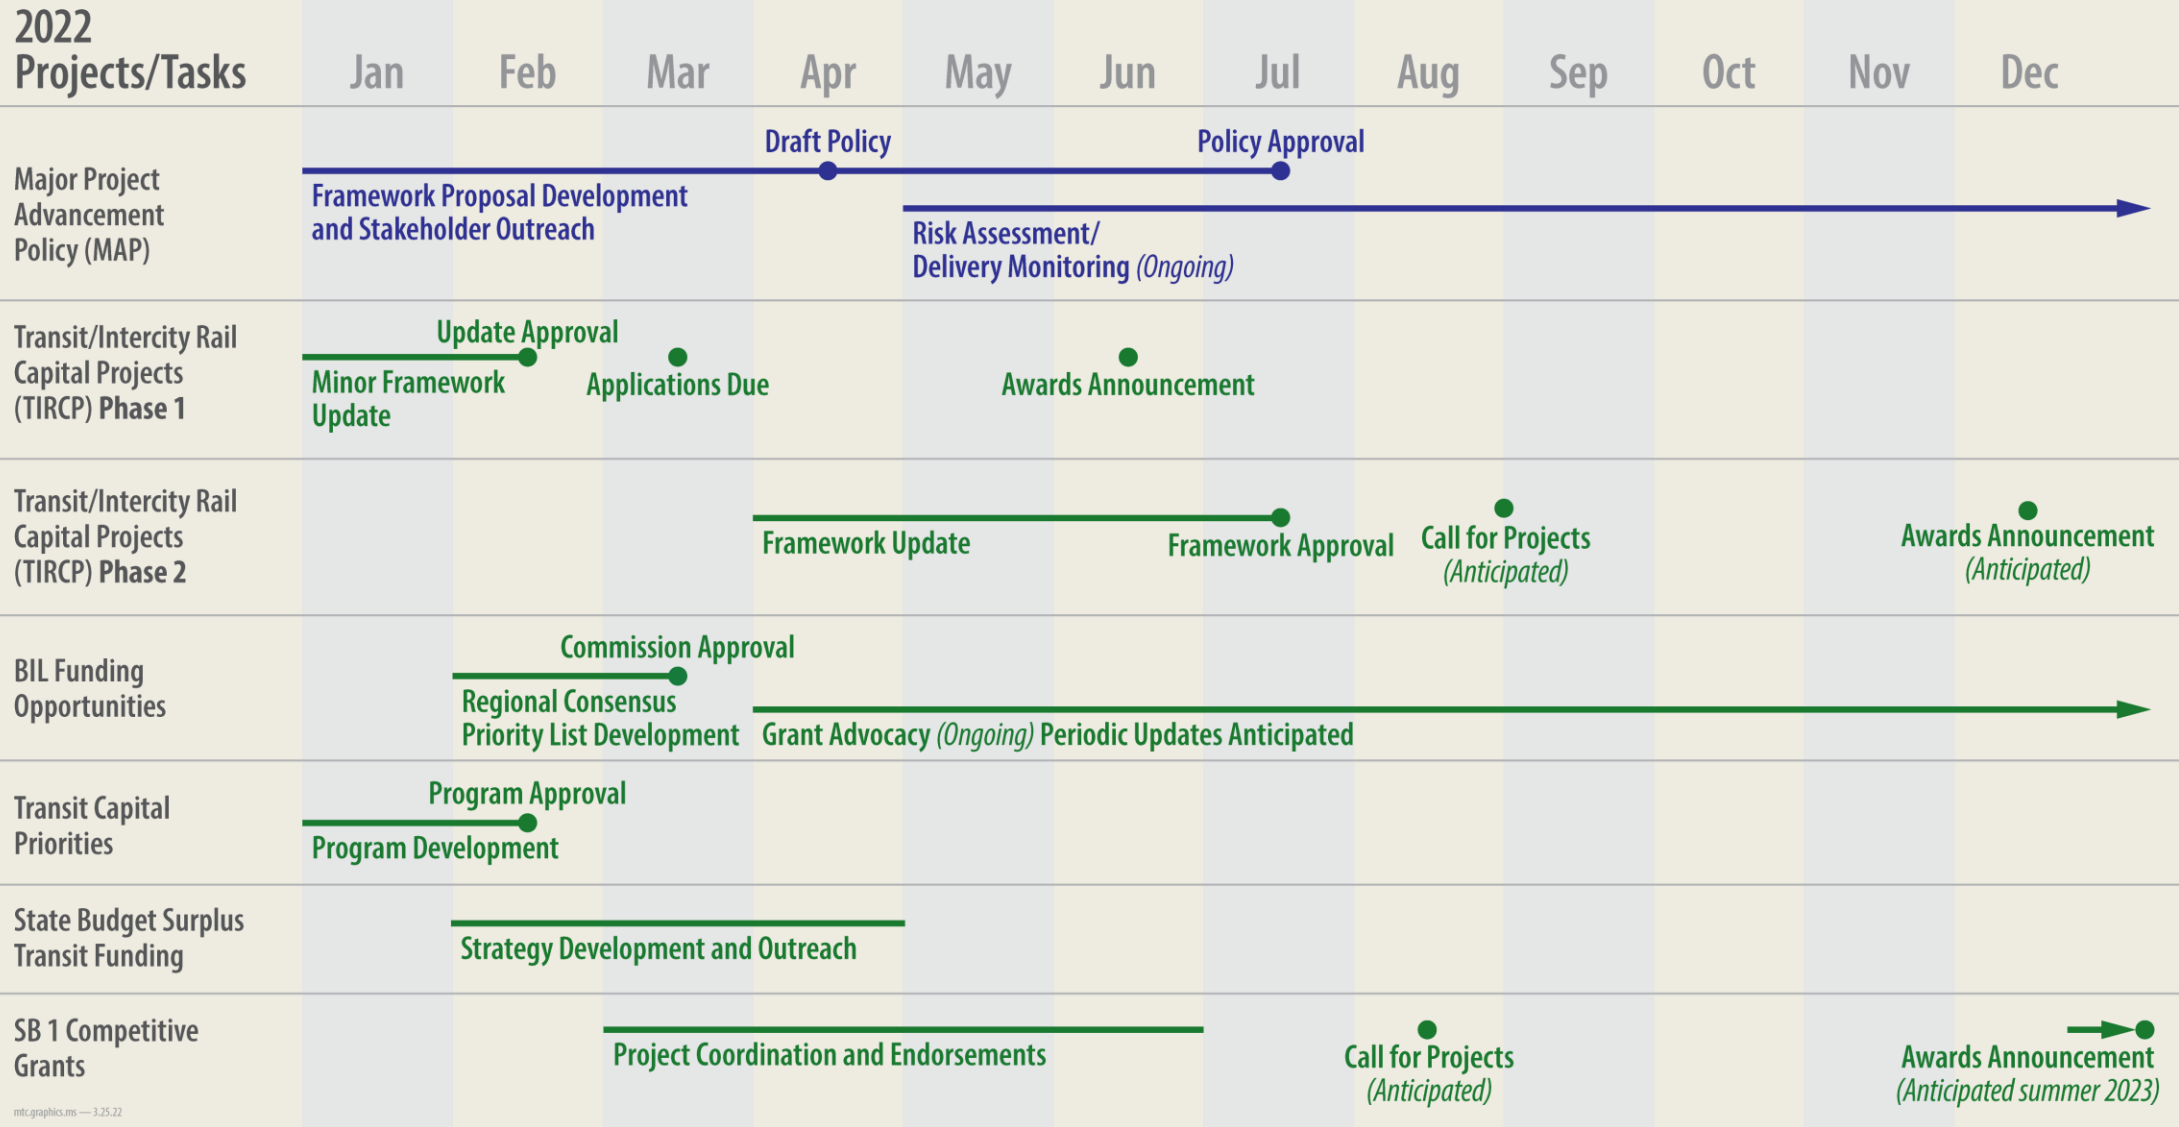 2022
Projects/Tasks
Jan Feb Mar Apr May Jun Jul Aug Sep Oct Nov Dec
Major Project
Advancement
Policy (MAP)
Draft Policy
Policy Approval
Framework Proposal Development
and Stakeholder Outreach
Risk Assessment/
Delivery Monitoring (Ongoing)
Transit/Intercity Rail
Capital Projects
(TIRCP) Phase 1
Update Approval
Minor Framework
Update
Applications Due
Awards Announcement
Transit/Intercity Rail
Capital Projects
(TIRCP) Phase 2
Framework Update
Framework Approval
Call for Projects
(Anticipated)
Awards Announcement
(Anticipated)
BIL Funding
Opportunities
Commission Approval
Regional Consensus
Priority List Development
Grant Advocacy (Ongoing) Periodic Updates Anticipated
Transit Capital
Priorities
Program Approval
Program Development
State Budget Surplus
Transit Funding
Strategy Development and Outreach
SB 1 Competitive
Grants
Project Coordination and Endorsements
Call for Projects
(Anticipated)
Awards Announcement
(Anticipated summer 2023)
mtc.graphics.ms — 3.25.22